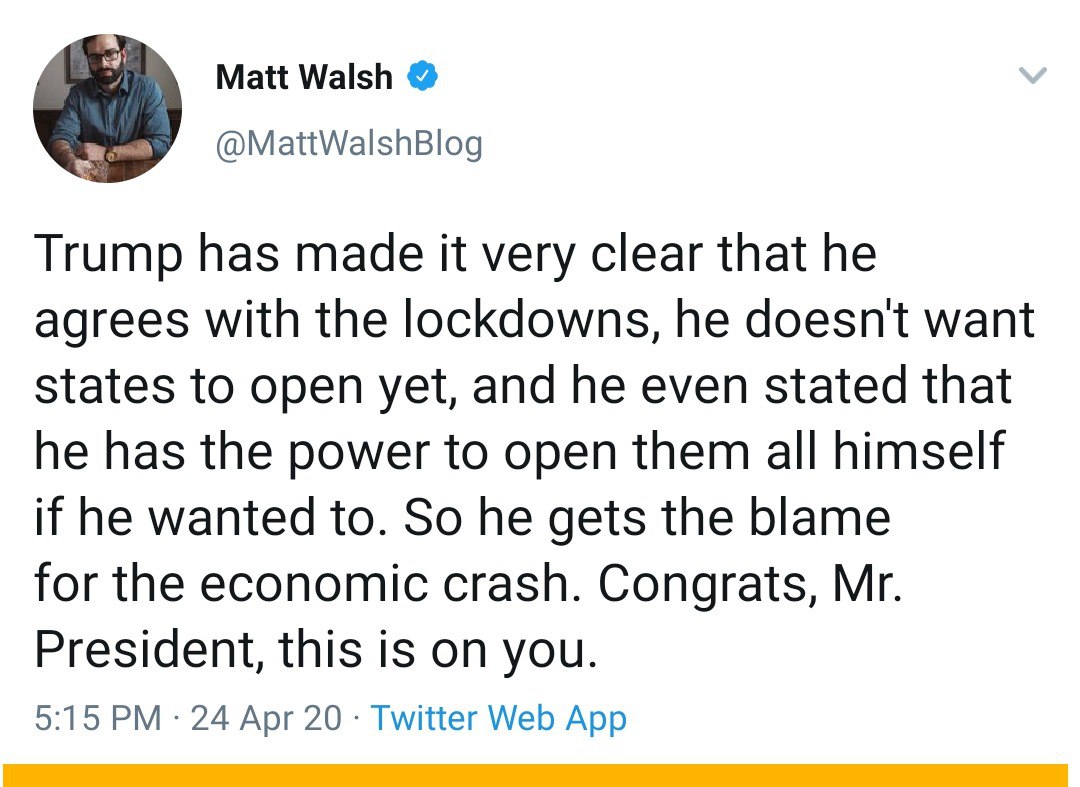 Matt Walsh
@MattWalshBlog
Trump has made it very clear that he
agrees with the lockdowns, he doesn't want
states to open yet, and he even stated that
he has the power to open them all himself
if he wanted to. So he gets the blame
for the economic crash. Congrats, Mr.
President, this is on you.
5:15 PM · 24 Apr 20 · Twitter Web App